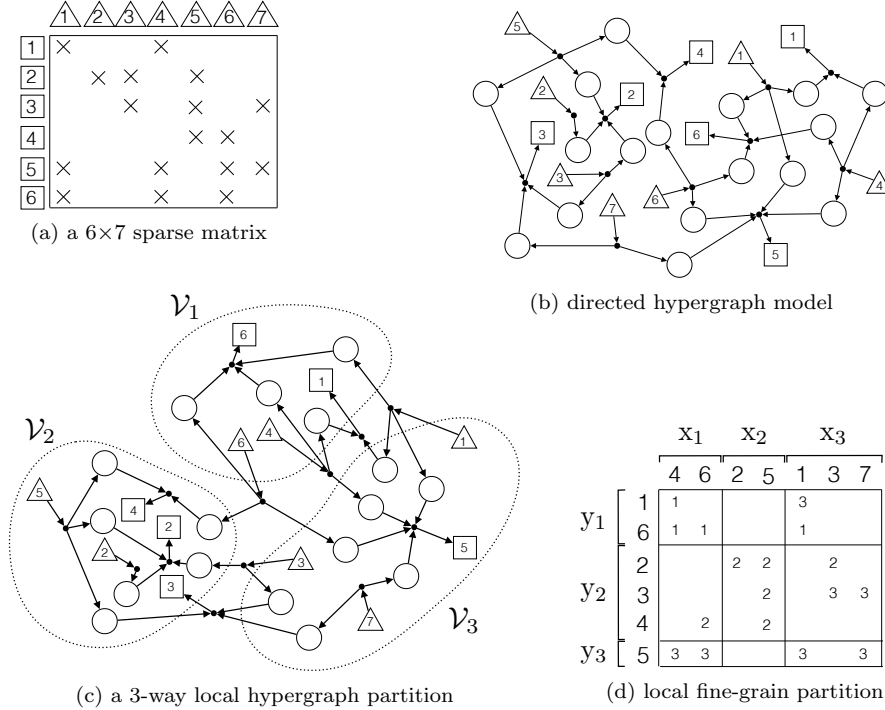 1 2 3 4 5 6 7
1 × ×
2 × × ×
3 × × ×
4 × ×
5 × × × ×
6 × × ×
(a) a 6×7 sparse matrix
5 4 1 1
2 2
3 6
3 6 4
7
5
(b) directed hypergraph model
V1
6
1
V2 6 4 1
5
4 2
2 5
3 3
7 V3
(c) a 3-way local hypergraph partition
x1 x2 x3
4 6 2 5 1 3 7
y1 1 1 3
6 1 1 1
2 2 2 2
y2 3 2 3 3
4 2 2
y3 5 3 3 3 3
(d) local fine-grain partition